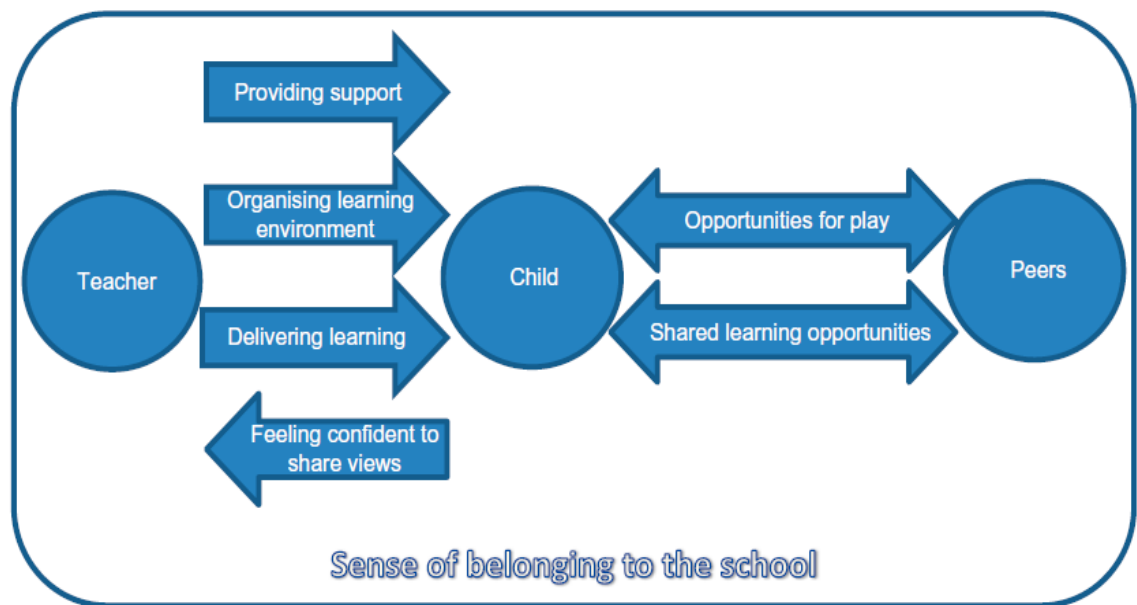 Providing support
Organising learning
environment
Opportunities for play
Teacher
Child
Peers
Delivering learning
Shared learning opportunities
Feeling confident to
share views
Sense of belonging to the school